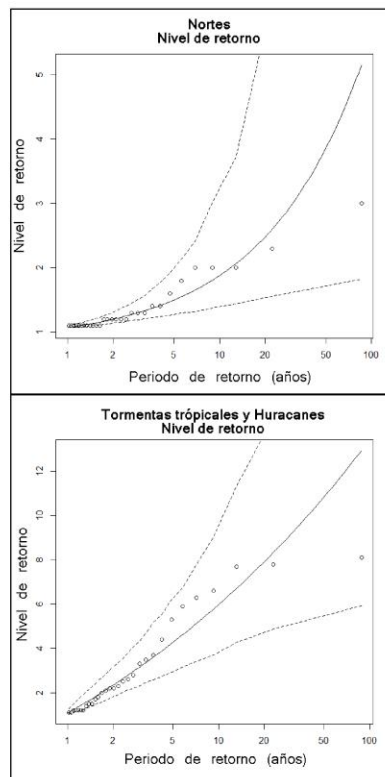 Nortes
Nivel de retorno
5
4
3
2
1
Nivel de retorno
1 2 5 10 20 50 100
Periodo de retorno (años)
Tormentas trópicales y Huracanes
Nivel de retorno
12
10
8
6
4
2
Nivel de retorno
1 2 5 10 20 50 100
Periodo de retorno (años)